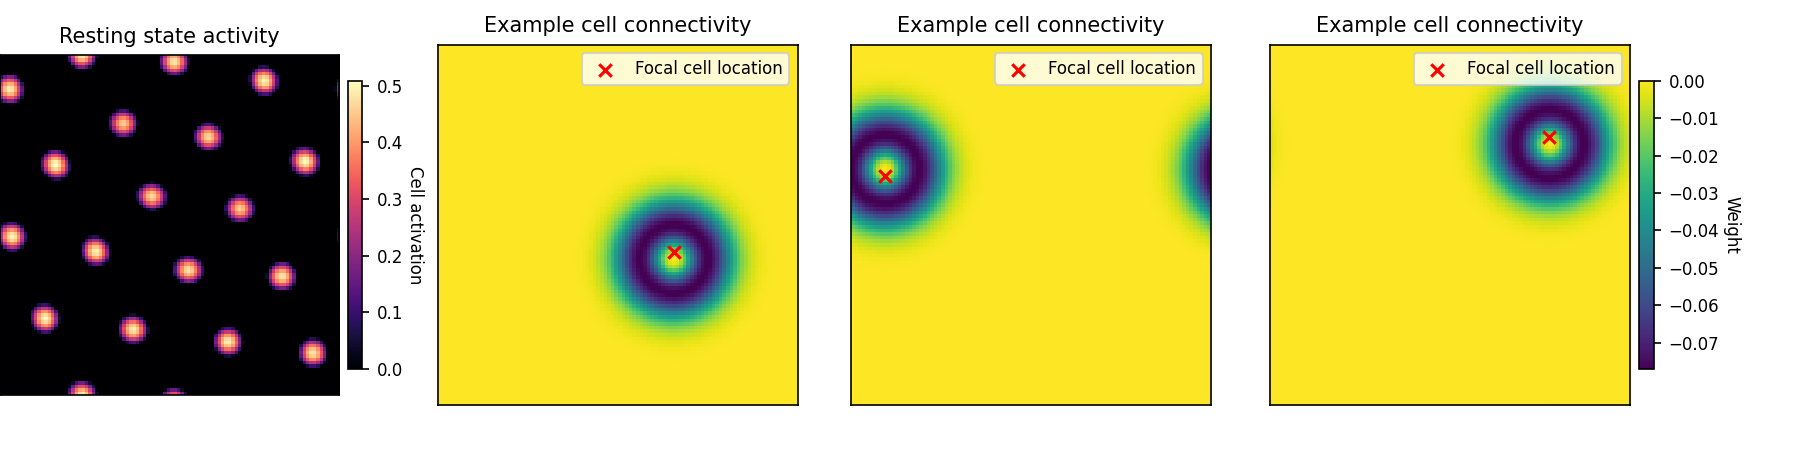 Resting state activity
0.5
0.4
0.3
0.2
0.1
0.0
Cell activation
Example cell connectivity
Focal cell location
Example cell connectivity
Focal cell location
Example cell connectivity
Focal cell location
0.00
−0.01
−0.02
−0.03
−0.04
−0.05
−0.06
−0.07
Weight